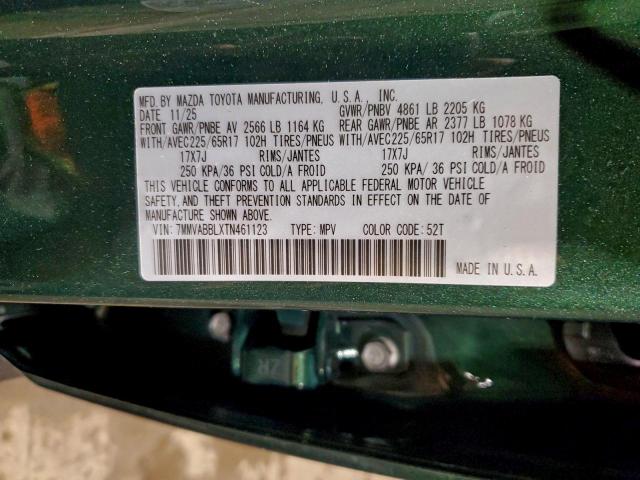 MFD. BY MAZDA TOYOTA MANUFACTURING, U.S.A., INC.
DATE 11/25 GVWR/PNBV 4861 LB 2205 KG
FRONT GAWR/PNBE AV 2566 LB 1164 KG REAR GAWR/PNBE AR 2377 LB 1078 KG
WITH/AVEC225/65R17 102H TIRES/PNEUS WITH/AVEC225/65R17 102H TIRES/PNEUS
17X7J RIMS/JANTES 17X7J RIMS/JANTES
250 KPA/36 PSI COLD/A FROID 250 KPA/36 PSI COLD/A FROID
THIS VEHICLE CONFORMS TO ALL APPLICABLE FEDERAL MOTOR VEHICLE
SAFETY, AND THEFT PREVENTION STANDARDS IN EFFECT ON THE DATE OF
MANUFACTURE SHOWN ABOVE.
VIN: 7MMVABBLXTN461123 TYPE: MPV COLOR CODE: 52T
MADE IN U.S.A.
ZR